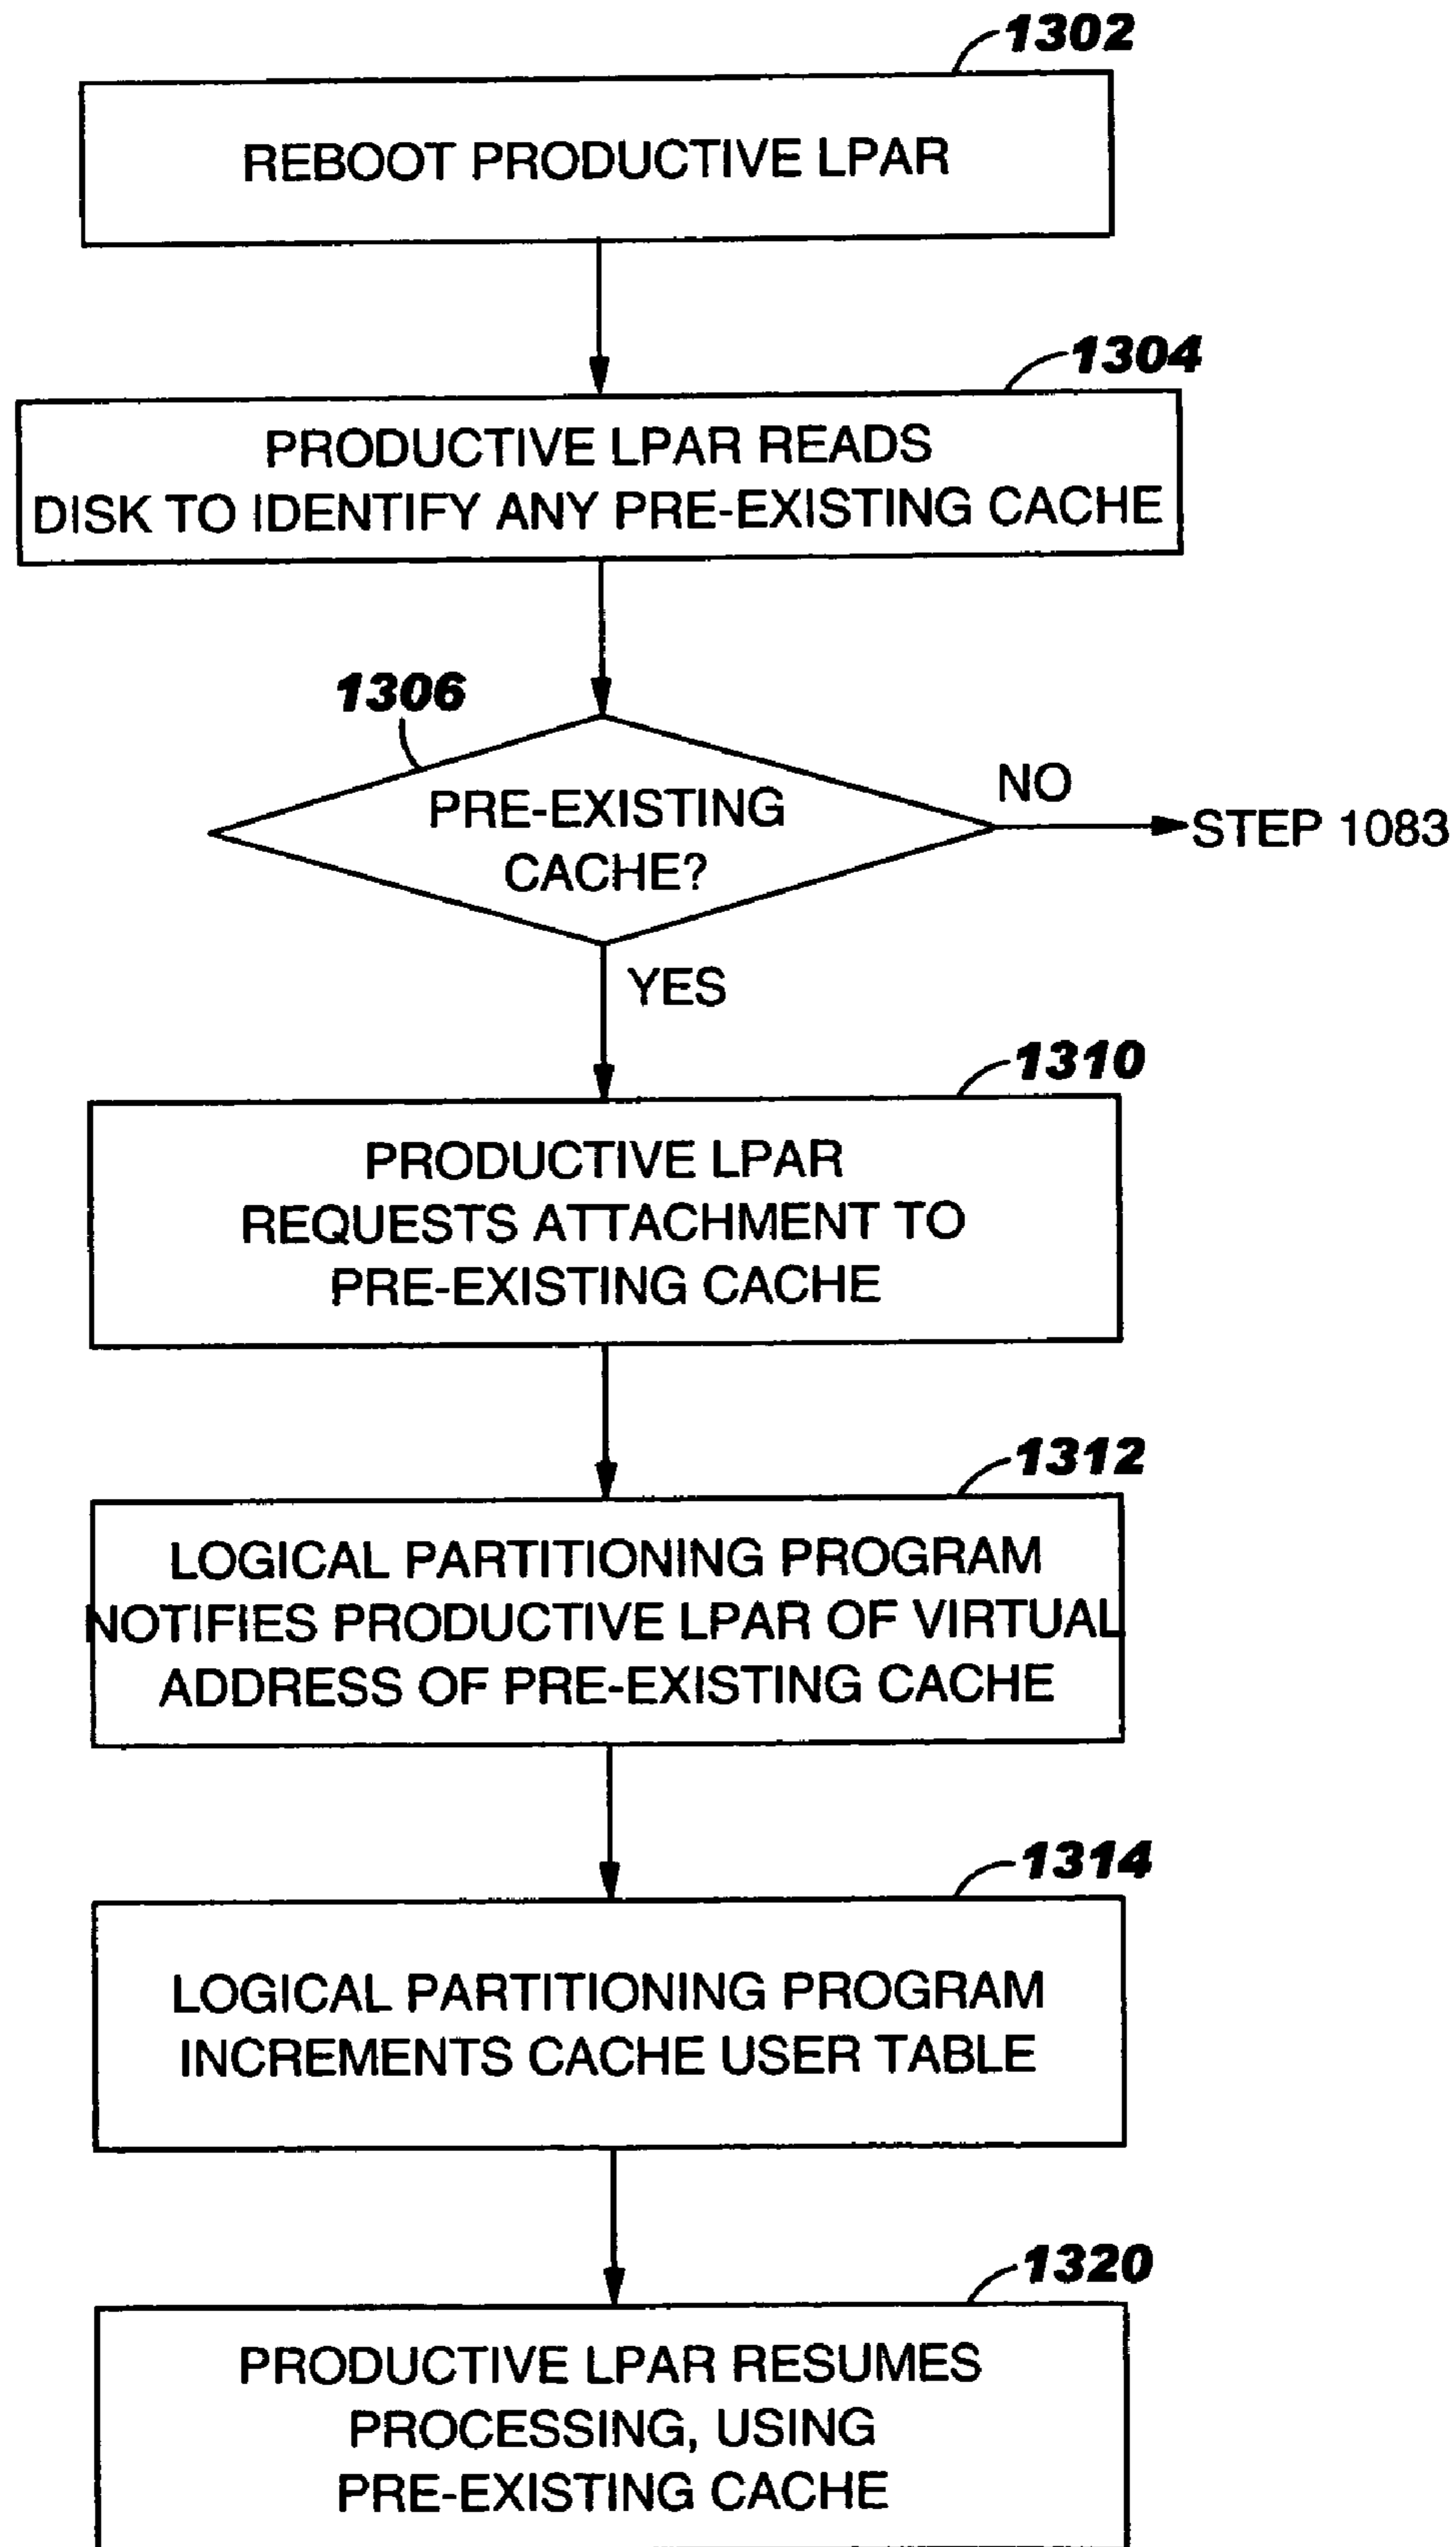 1302
REBOOT PRODUCTIVE LPAR
1304
PRODUCTIVE LPAR READS
DISK TO IDENTIFY ANY PRE-EXISTING CACHE
1306
PRE-EXISTING
CACHE?
NO
STEP 1083
YES
1310
PRODUCTIVE LPAR
REQUESTS ATTACHMENT TO
PRE-EXISTING CACHE
1312
LOGICAL PARTITIONING PROGRAM
NOTIFIES PRODUCTIVE LPAR OF VIRTUAL
ADDRESS OF PRE-EXISTING CACHE
1314
LOGICAL PARTITIONING PROGRAM
INCREMENTS CACHE USER TABLE
1320
PRODUCTIVE LPAR RESUMES
PROCESSING, USING
PRE-EXISTING CACHE